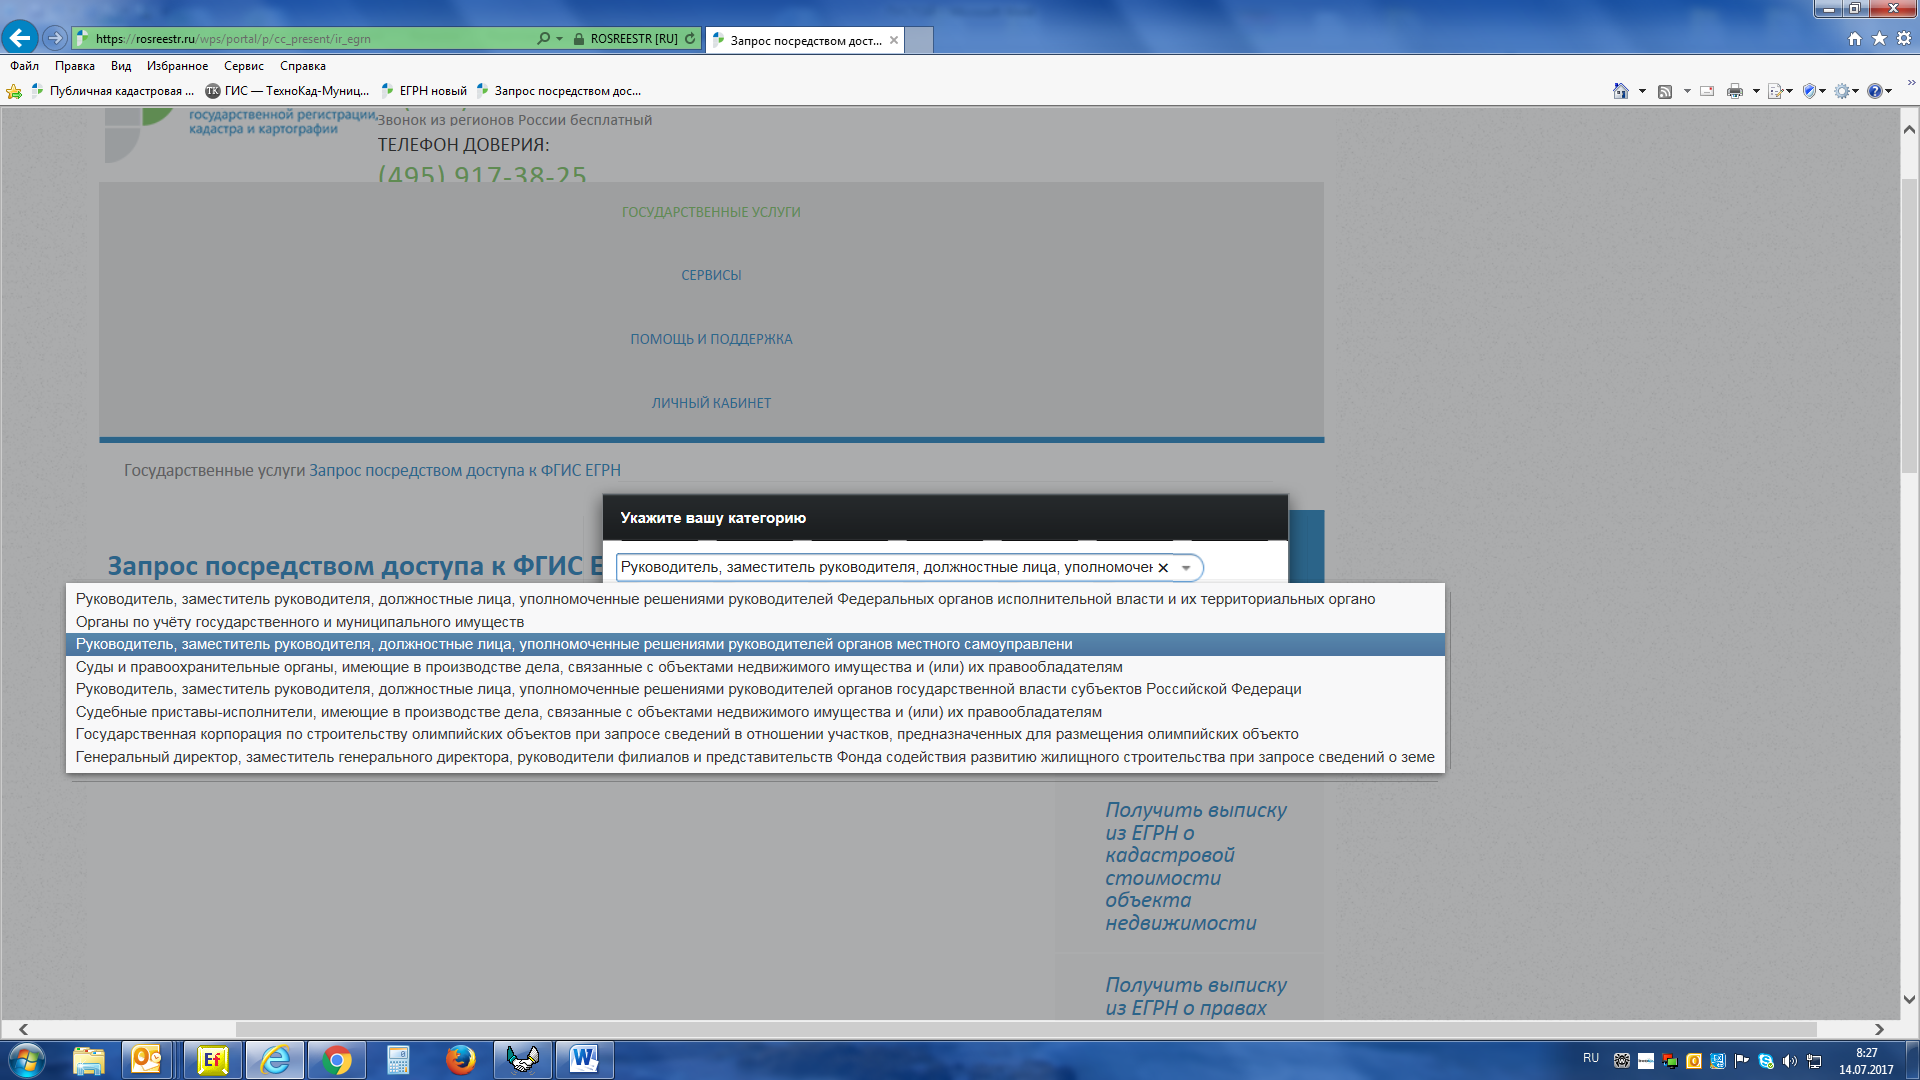 https://rosreestr.ru/wps/portal/p/cc_present/ir_egrn
ROSREESTR [RU]
Запрос посредством дост...
Файл Правка Вид Избранное Сервис Справка
Публичная кадастровая ...
ГИС — ТехноКад-Муниц...
ЕГРН новый
Запрос посредством дос...
государственной регистрации,
кадастра и картографии
Звонок из регионов России бесплатный
ТЕЛЕФОН ДОВЕРИЯ:
(495) 917-38-25
ГОСУДАРСТВЕННЫЕ УСЛУГИ
СЕРВИСЫ
ПОМОЩЬ И ПОДДЕРЖКА
ЛИЧНЫЙ КАБИНЕТ
Государственные услуги Запрос посредством доступа к ФГИС ЕГРН
Укажите вашу категорию
Запрос посредством доступа к ФГИС Е
Руководитель, заместитель руководителя, должностные лица, уполномочен
Руководитель, заместитель руководителя, должностные лица, уполномоченные решениями руководителей Федеральных органов исполнительной власти и их территориальных органо
Органы по учёту государственного и муниципального имуществ
Руководитель, заместитель руководителя, должностные лица, уполномоченные решениями руководителей органов местного самоуправлени
Суды и правоохранительные органы, имеющие в производстве дела, связанные с объектами недвижимого имущества и (или) их правообладателям
Руководитель, заместитель руководителя, должностные лица, уполномоченные решениями руководителей органов государственной власти субъектов Российской Федераци
Судебные приставы-исполнители, имеющие в производстве дела, связанные с объектами недвижимого имущества и (или) их правообладателям
Государственная корпорация по строительству олимпийских объектов при запросе сведений в отношении участков, предназначенных для размещения олимпийских объекто
Генеральный директор, заместитель генерального директора, руководители филиалов и представительств Фонда содействия развитию жилищного строительства при запросе сведений о земе
Получить выписку
из ЕГРН о
кадастровой
стоимости
объекта
недвижимости
Получить выписку
из ЕГРН о правах
RU
8:27
14.07.2017